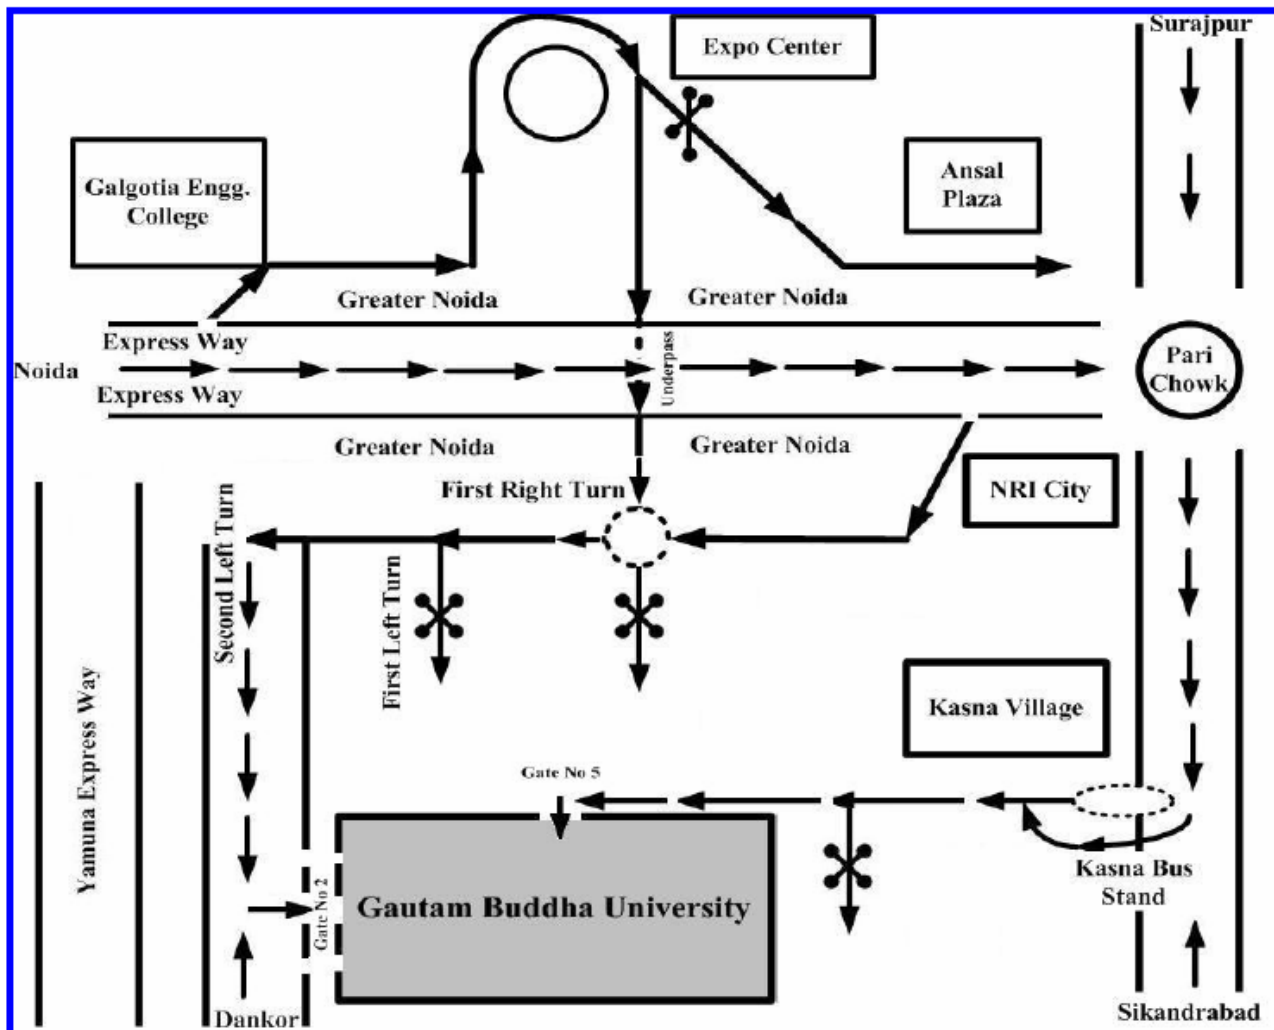 Surajpur
Expo Center
Galgotia Engg.
College
Ansal
Plaza
Greater Noida
Greater Noida
Express Way
Noida
Express Way
Underpass
Pari
Chowk
Greater Noida
Greater Noida
First Right Turn
NRI City
Second Left Turn
First Left Turn
Kasna Village
Yamuna Express Way
Gate No 5
Kasna Bus
Stand
Gate No 2
Gautam Buddha University
Dankor
Sikandrabad